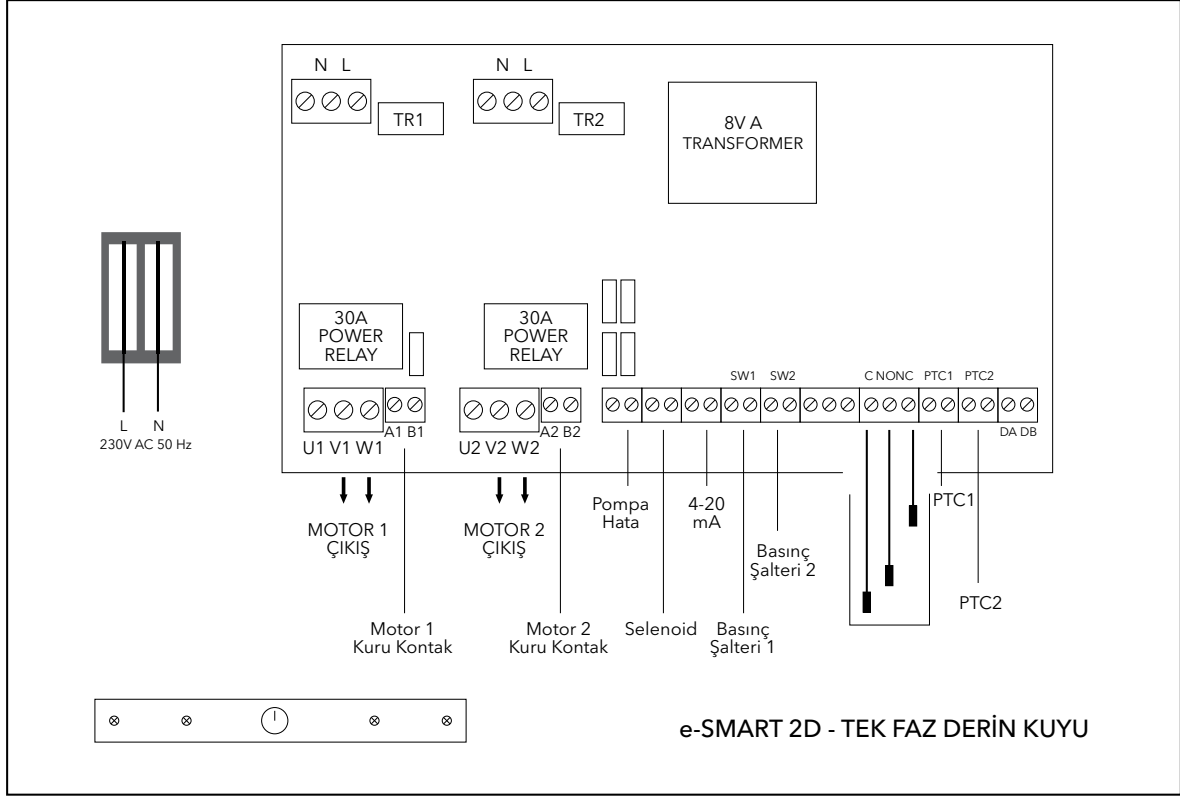 N L
N L
TR1
TR2
8V A
TRANSFORMER
30A
POWER
RELAY
30A
POWER
RELAY
SW1 SW2
C NONC PTC1 PTC2
L N
230V AC 50 Hz
A1 B1
U1 V1 W1
A2 B2
U2 V2 W2
DA DB
MOTOR 1
ÇIKIŞ
MOTOR 2
ÇIKIŞ
Pompa
Hata
4-20
mA
PTC1
Basınç
Şalteri 2
PTC2
Motor 1
Kuru Kontak
Motor 2
Kuru Kontak
Selenoid
Basınç
Şalteri 1
e-SMART 2D - TEK FAZ DERİN KUYU